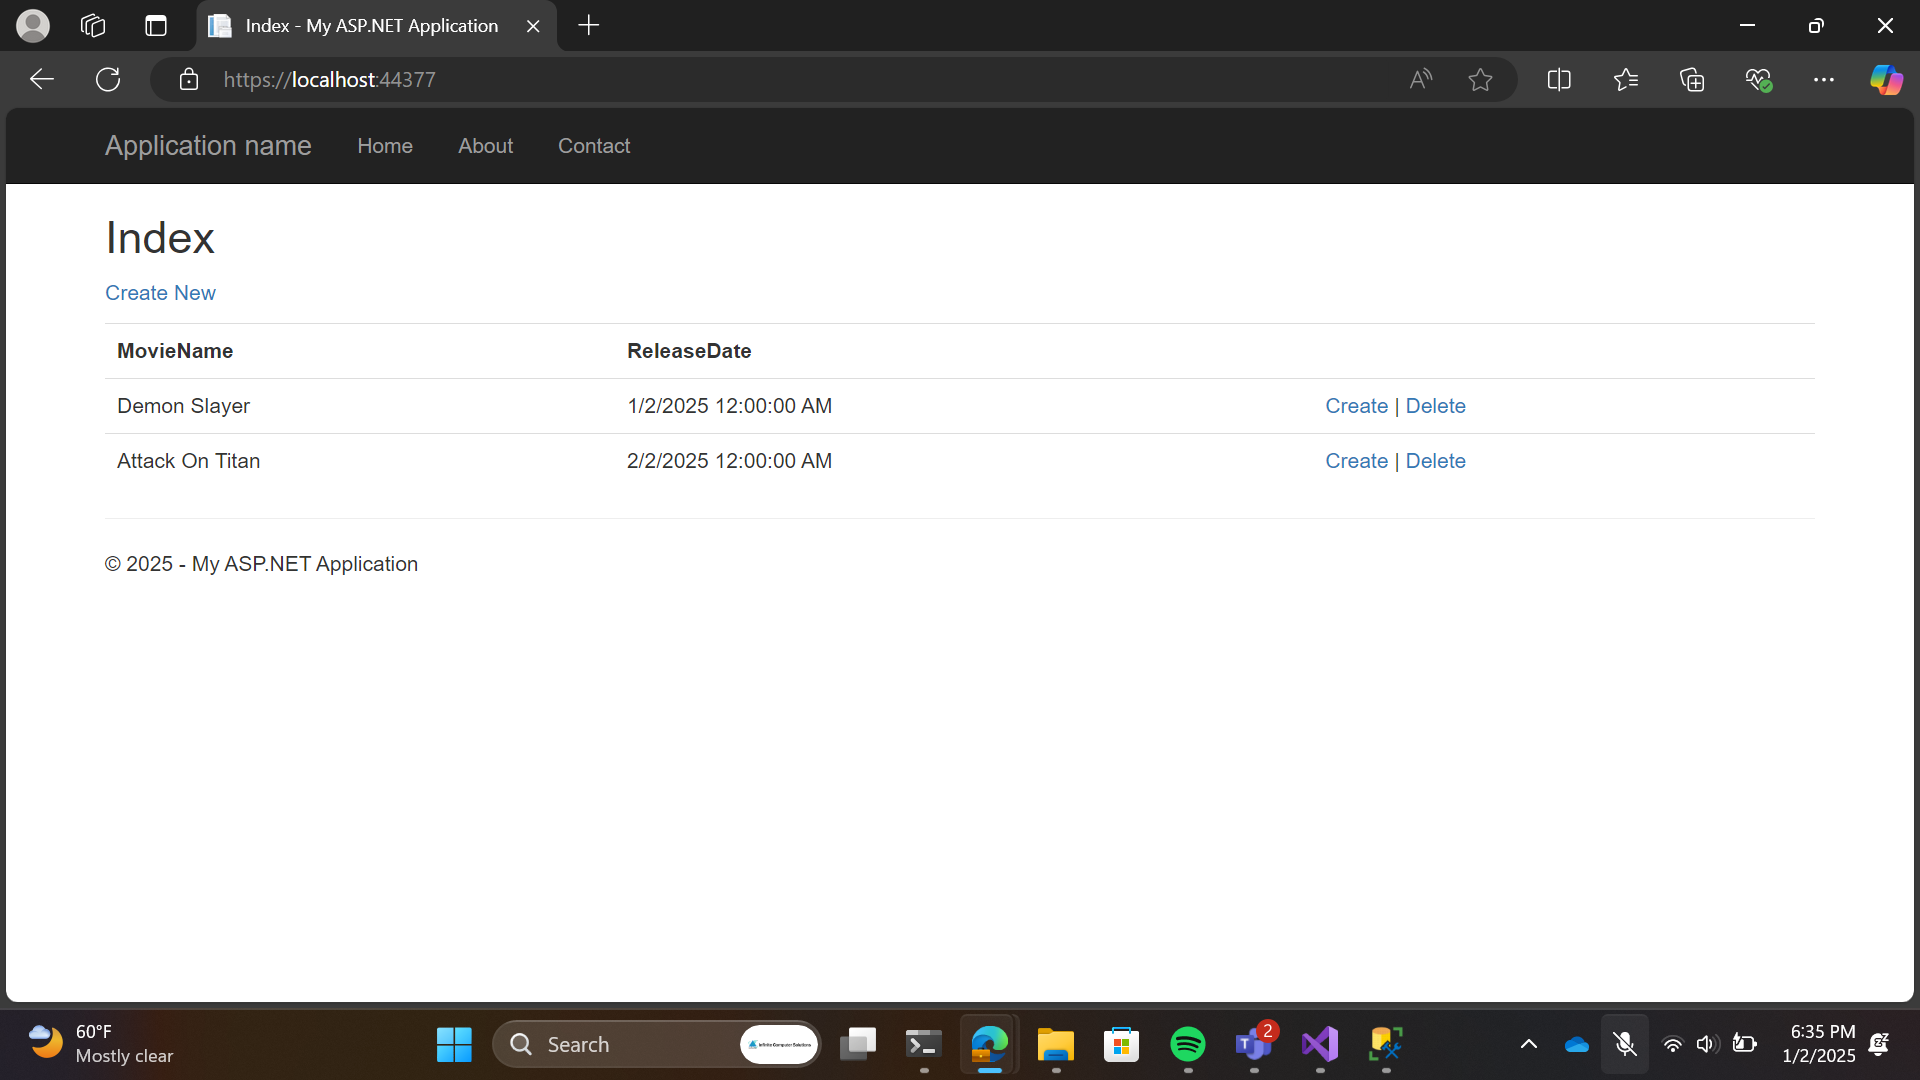 Index - My ASP.NET Application
https://localhost:44377
Application name Home About Contact
Index
Create New
MovieName ReleaseDate
Demon Slayer 1/2/2025 12:00:00 AM Create | Delete
Attack On Titan 2/2/2025 12:00:00 AM Create | Delete
© 2025 - My ASP.NET Application
60°F
Mostly clear
Search
Infinite Computer Solutions
2
6:35 PM
1/2/2025